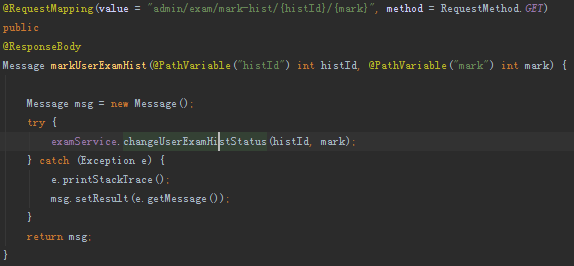 @RequestMapping(value = "admin/exam/mark-hist/{histId}/{mark}", method = RequestMethod.GET)
public
@ResponseBody
Message markUserExamHist(@PathVariable("histId") int histId, @PathVariable("mark") int mark) {
Message msg = new Message();
try {
examService.changeUserExamHistStatus(histId, mark);
} catch (Exception e) {
e.printStackTrace();
msg.setResult(e.getMessage());
}
return msg;
}